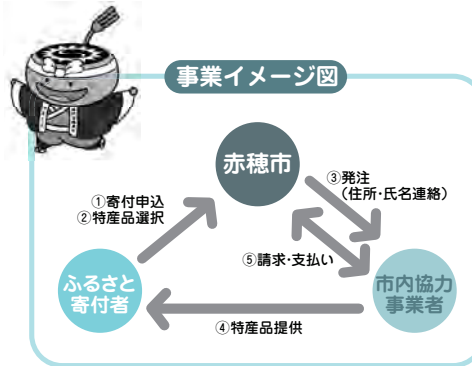 事業イメージ図
赤穂市
①寄付申込
②特産品選択
③発注
(住所・氏名連絡)
⑤請求・支払い
ふるさと
寄付者
市内協力
事業者
④特産品提供